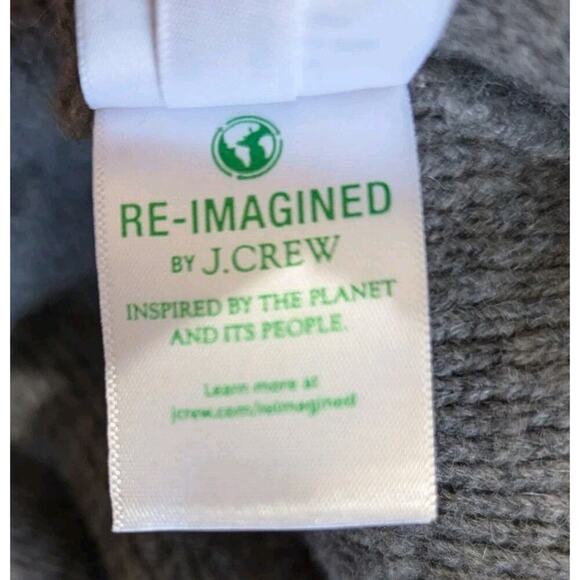 RE-IMAGINED
BY J.CREW
INSPIRED BY THE PLANET
AND ITS PEOPLE.
Learn more at
jcrew.com/reimagined